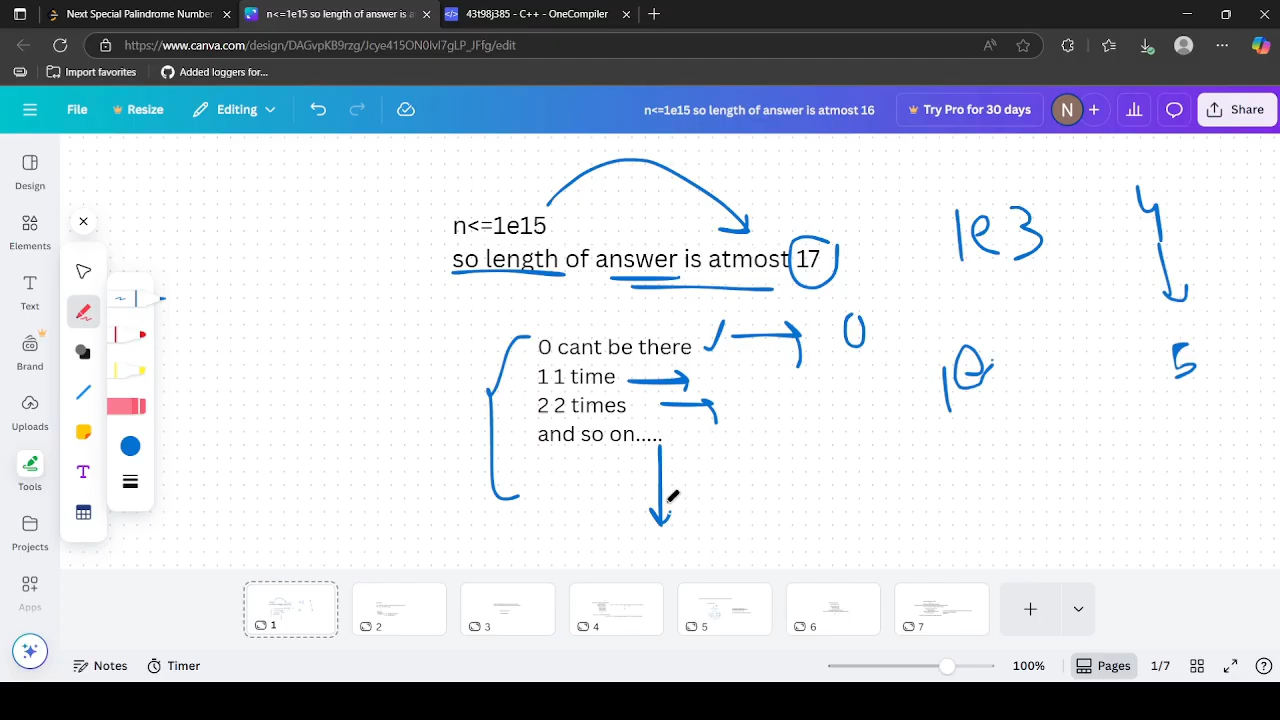 Next Special Palindrome Number
n<=1e15 so length of answer is a
43t98j385 - C++ - OneCompiler
https://www.canva.com/design/DAGvpKB9rzg/Jcye415ON0lvl7gLP_JFfg/edit
Import favorites
Added loggers for...
File
Resize
Editing
n<=1e15 so length of answer is atmost 16
Try Pro for 30 days
N
Share
Design
Elements
Text
Brand
Uploads
Tools
Projects
Apps
n<=1e15
so length of answer is atmost 17
0 cant be there
1 1 time
2 2 times
and so on.....
0
1e3
4
5
T
1
2
3
4
5
6
7
Notes
Timer
100%
Pages
1/7